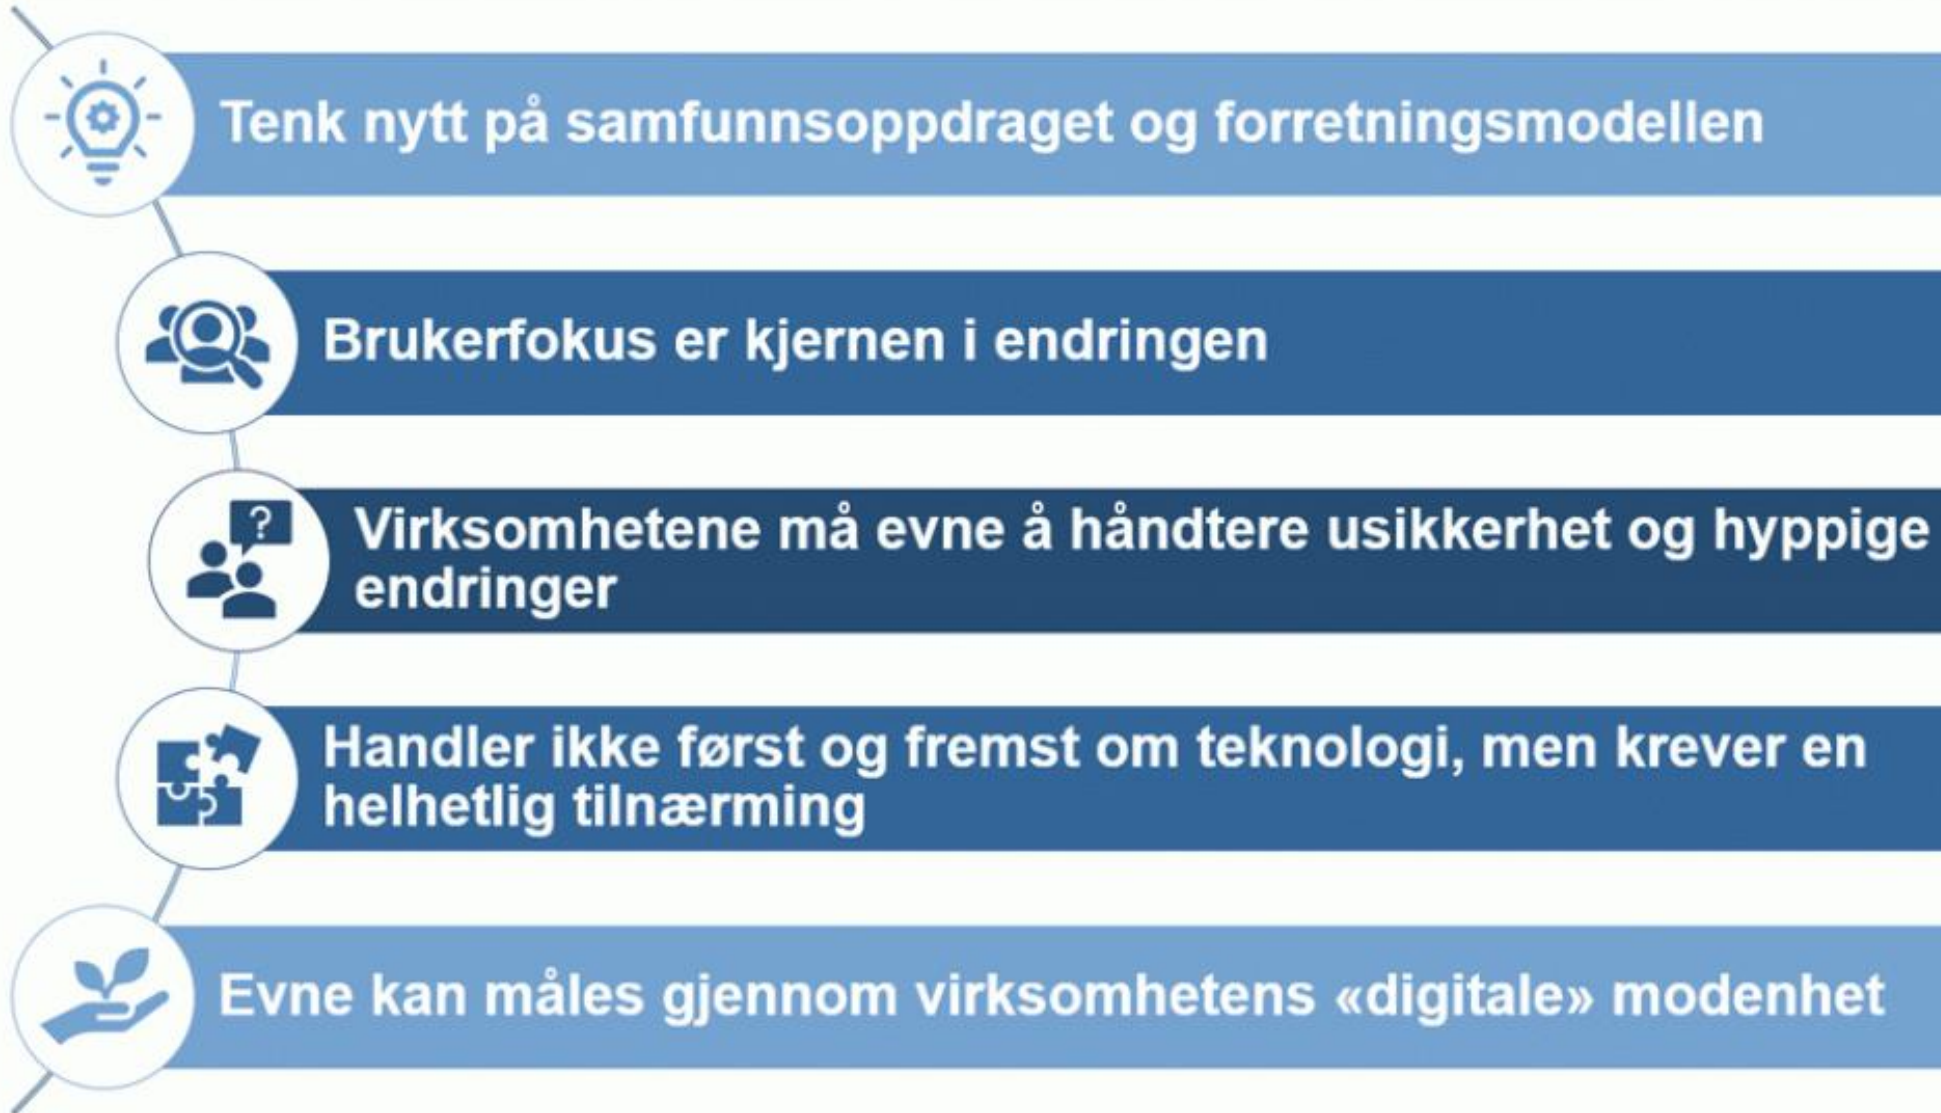 Tenk nytt på samfunnsoppdraget og forretningsmodellen
Brukerfokus er kjernen i endringen
?
Virksomhetene må evne å håndtere usikkerhet og hyppige
endringer
Handler ikke først og fremst om teknologi, men krever en
helhetlig tilnærming
Evne kan måles gjennom virksomhetens «digitale» modenhet